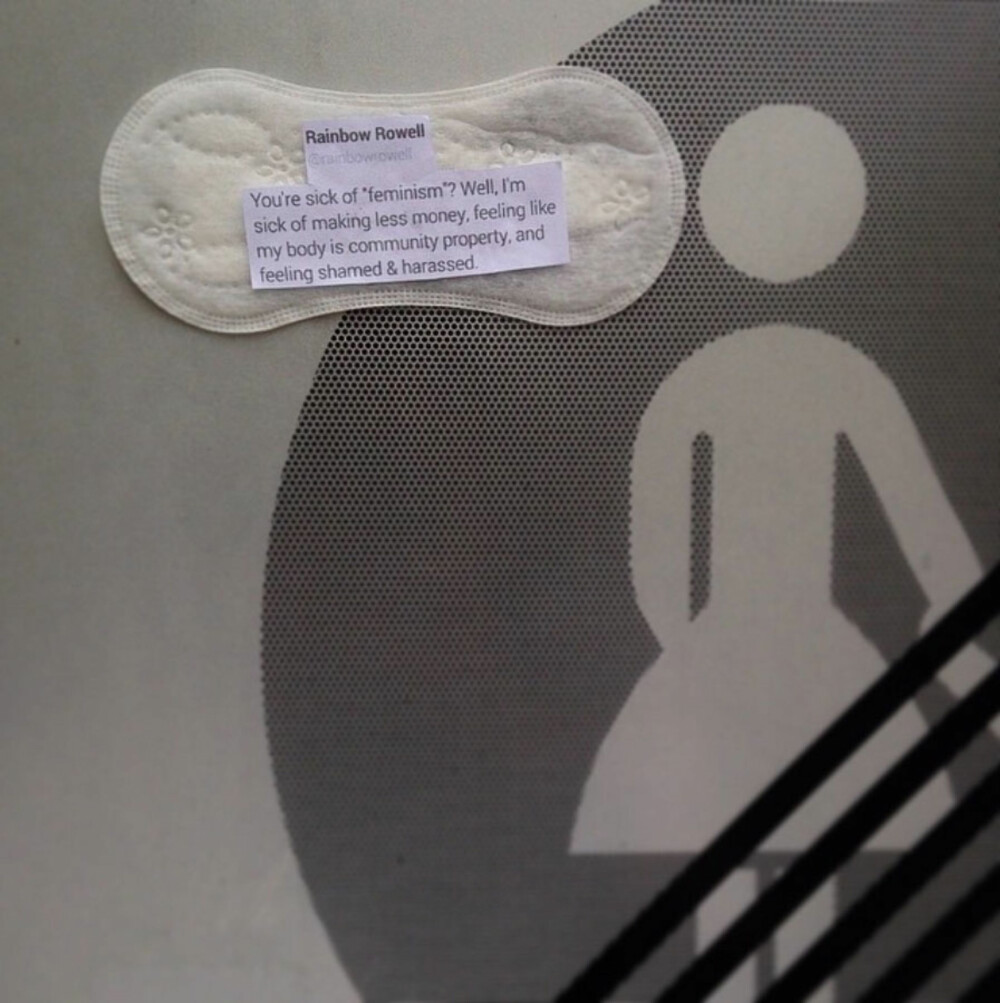 Rainbow Rowell
@rainbowrowell
You're sick of "feminism"? Well, I'm
sick of making less money, feeling like
my body is community property, and
feeling shamed & harassed.